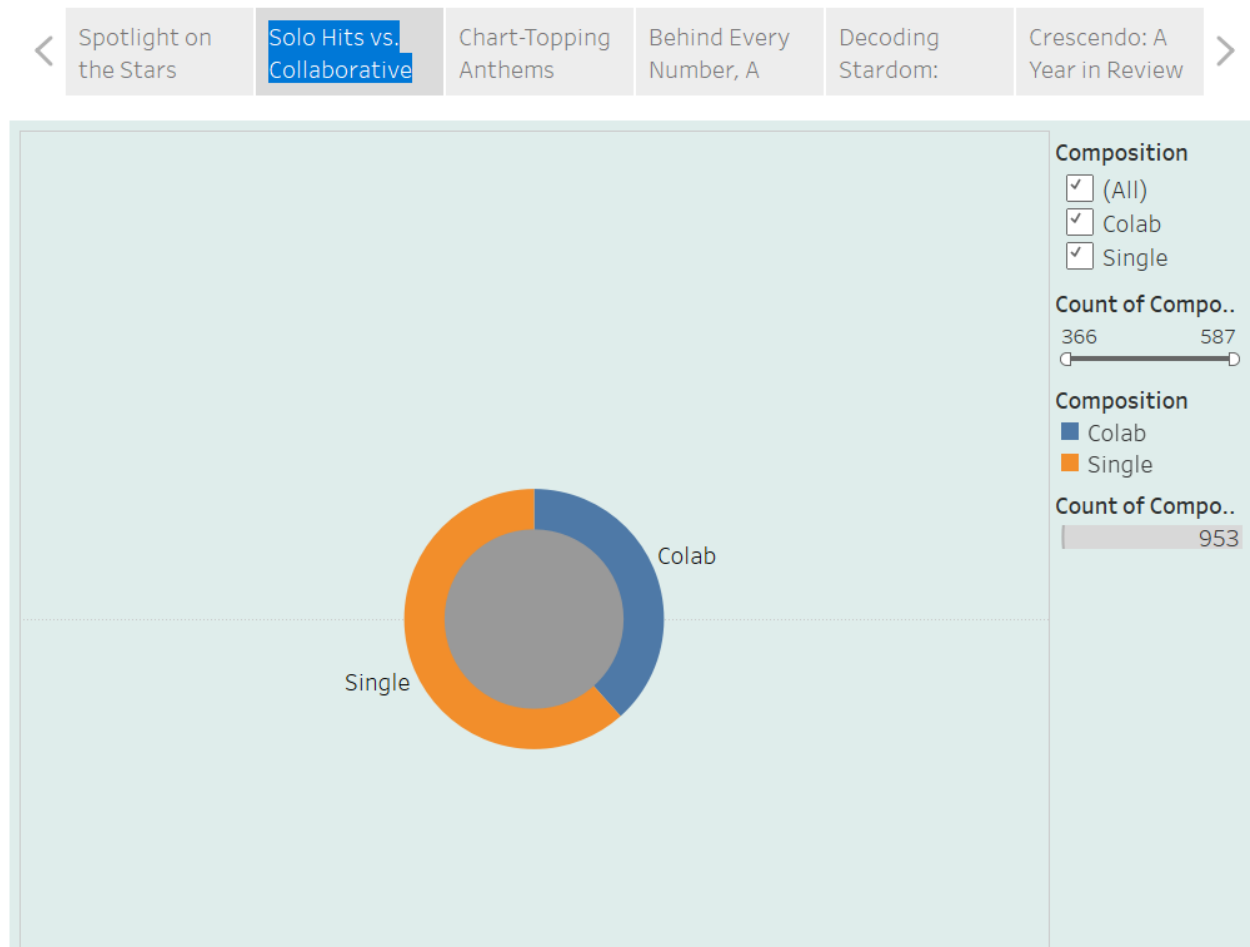 Spotlight on
the Stars
Solo Hits vs.
Collaborative
Chart-Topping
Anthems
Behind Every
Number, A
Decoding
Stardom:
Crescendo: A
Year in Review
Composition
(All)
Colab
Single
Count of Compo..
366 587
Composition
Colab
Single
Count of Compo..
953
Colab
Single